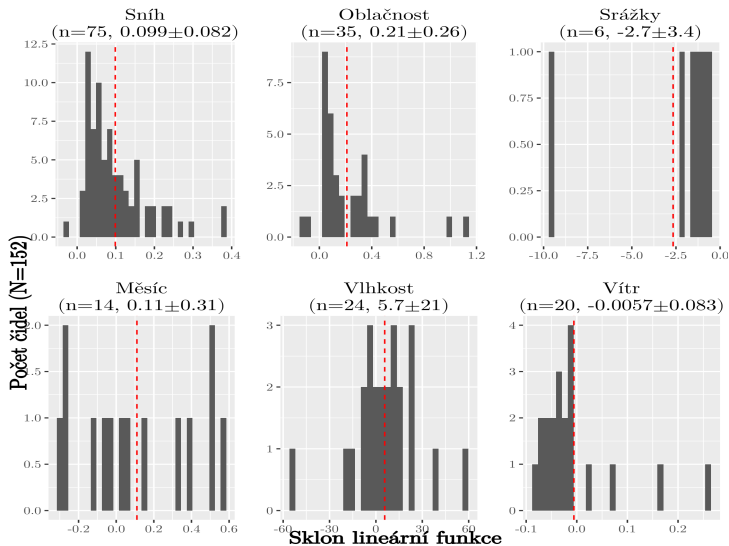 Sníh
(n=75, 0.099±0.082)
Oblačnost
(n=35, 0.21±0.26)
Srážky
(n=6, -2.7±3.4)
12.5
10.0
7.5
5.0
2.5
0.0
0.0 0.1 0.2 0.3 0.4
7.5
5.0
2.5
0.0
0.0 0.4 0.8 1.2
1.00
0.75
0.50
0.25
0.00
-10.0 -7.5 -5.0 -2.5 0.0
Počet čidel (N=152)
Měsíc
(n=14, 0.11±0.31)
Vlhkost
(n=24, 5.7±21)
Vítr
(n=20, -0.0057±0.083)
2.0
1.5
1.0
0.5
0.0
-0.2 0.0 0.2 0.4 0.6
3
2
1
0
-60 -30 0 30 60
4
3
2
1
0
-0.1 0.0 0.1 0.2
Sklon lineární funkce